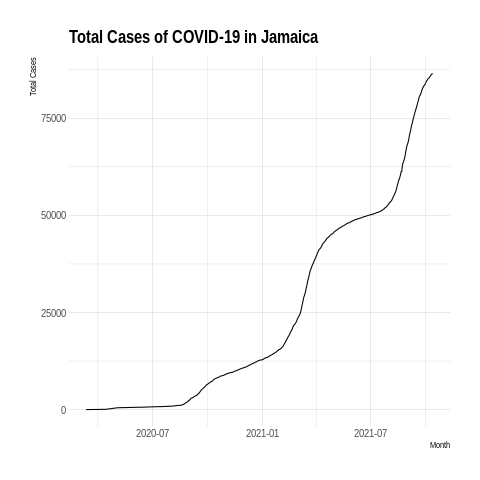 Total Cases of COVID-19 in Jamaica
Total Cases
75000
50000
25000
0
2020-07 2021-01 2021-07
Month